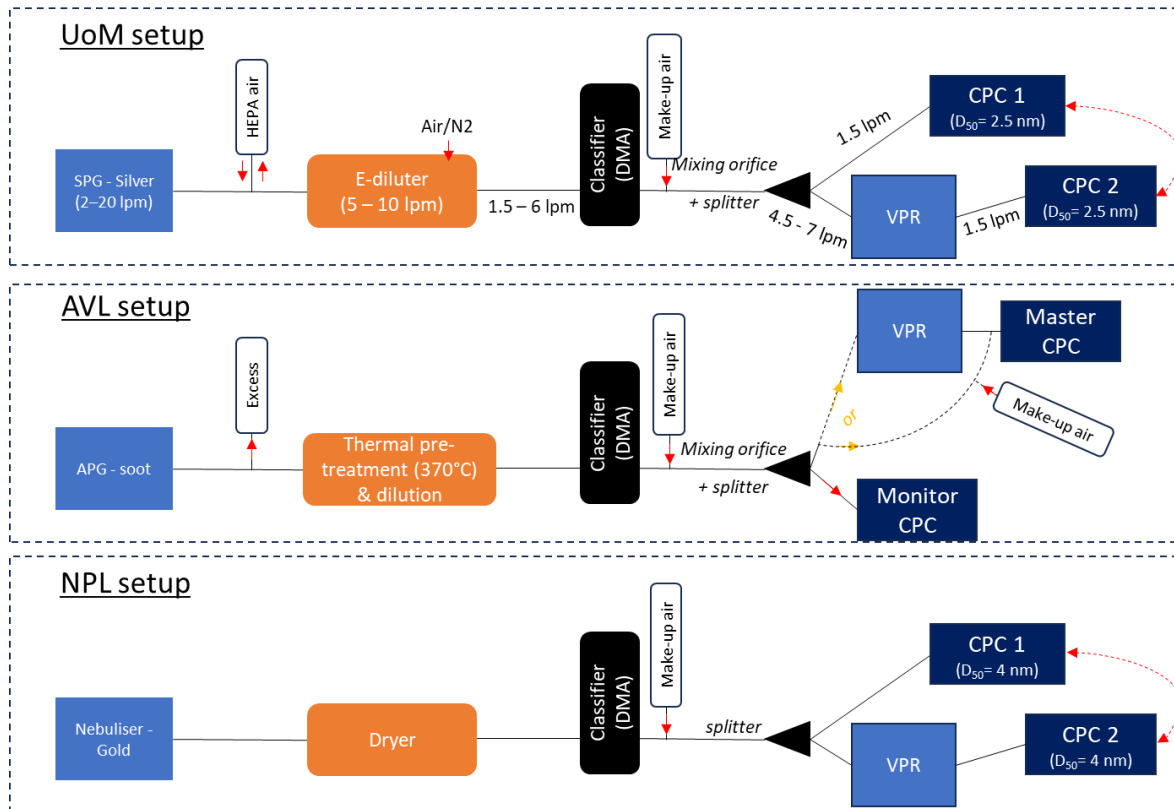 UoM setup
HEPA air
Air/N2
Make-up air
SPG - Silver
(2–20 lpm)
E-diluter
(5 – 10 lpm)
1.5 – 6 lpm
Classifier
(DMA)
Mixing orifice
+ splitter
1.5 lpm
4.5 - 7 lpm
VPR
1.5 lpm
CPC 1
(D50= 2.5 nm)
CPC 2
(D50= 2.5 nm)
AVL setup
Excess
Make-up air
APG - soot
Thermal pre-
treatment (370°C)
& dilution
Classifier
(DMA)
Mixing orifice
+ splitter
or
VPR
Master
CPC
Make-up air
Monitor
CPC
NPL setup
Make-up air
Nebuliser -
Gold
Dryer
Classifier
(DMA)
splitter
VPR
CPC 1
(D50= 4 nm)
CPC 2
(D50= 4 nm)